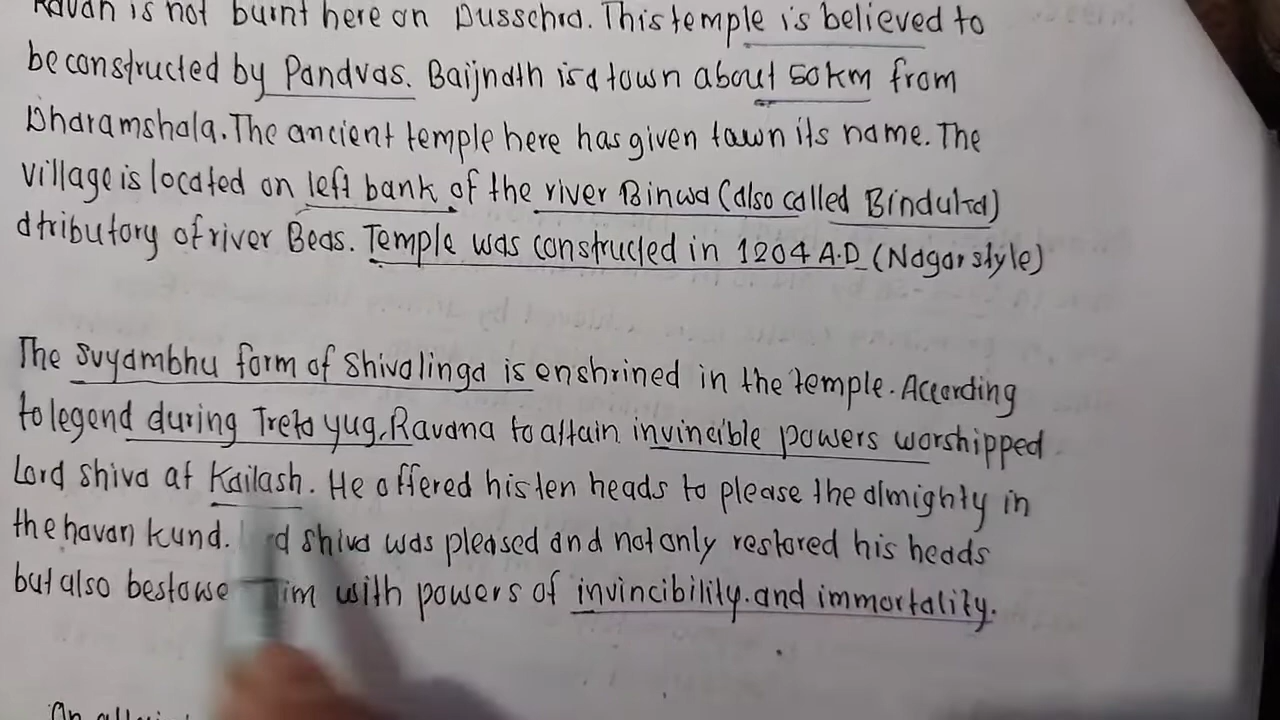 Ravan is not burnt here on Dusschra. This temple is believed to
be constructed by Pandvas. Baijnath is a town about 50km from
Dharamshala. The ancient temple here has given town its name. The
village is located on left bank of the river Binwa (also called Binduka)
a tributory of river Beas. Temple was constructed in 1204 A.D (Nagar style)
The Svyambhu form of Shivalinga is enshrined in the temple. According
to legend during Treta yug, Ravana to attain invincible powers worshipped
Lord Shiva at Kailash. He offered his ten heads to please the almighty in
the havan kund. Shiva was pleased and not only restored his heads
but also with powers of invincibility and immortality.
An